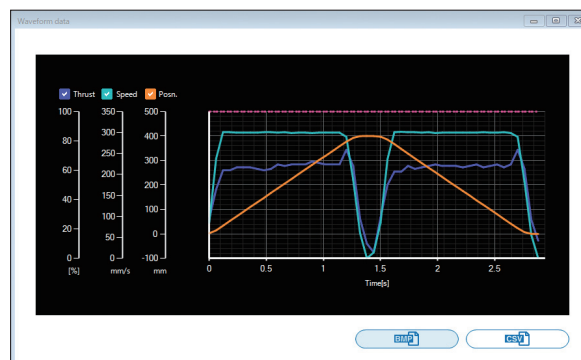 Waveform data
Thrust Speed Posn.
100 350 500
80 300 400
250 300
60 200 200
40 150 100
100
20 50 0
0 0 -100
[%] mm/s mm
0 0.5 1 1.5 2 2.5
Time[s]
BMP CSV